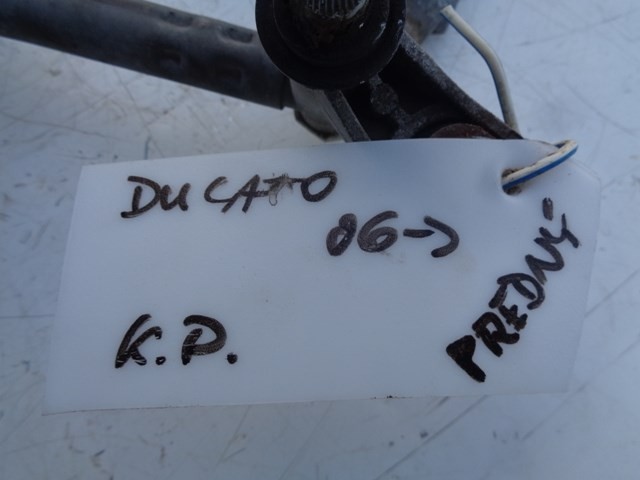 DUCATO
06->
K.P.
PREDNÝ